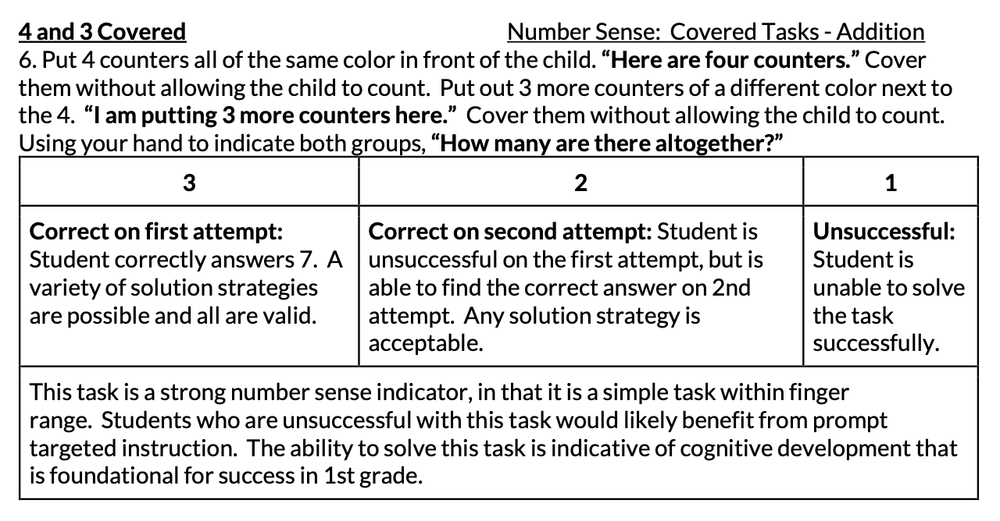 4 and 3 Covered Number Sense:  Covered Tasks - Addition
6. Put 4 counters all of the same color in front of the child. “Here are four counters.” Cover
them without allowing the child to count.  Put out 3 more counters of a different color next to
the 4.  “I am putting 3 more counters here.”  Cover them without allowing the child to count.
Using your hand to indicate both groups, “How many are there altogether?”
3
2
1
Correct on first attempt:
Student correctly answers 7.  A
variety of solution strategies
are possible and all are valid.
Correct on second attempt: Student is
unsuccessful on the first attempt, but is
able to find the correct answer on 2nd
attempt.  Any solution strategy is
acceptable.
Unsuccessful:
Student is
unable to solve
the task
successfully.
This task is a strong number sense indicator, in that it is a simple task within finger
range.  Students who are unsuccessful with this task would likely benefit from prompt
targeted instruction.  The ability to solve this task is indicative of cognitive development that
is foundational for success in 1st grade.